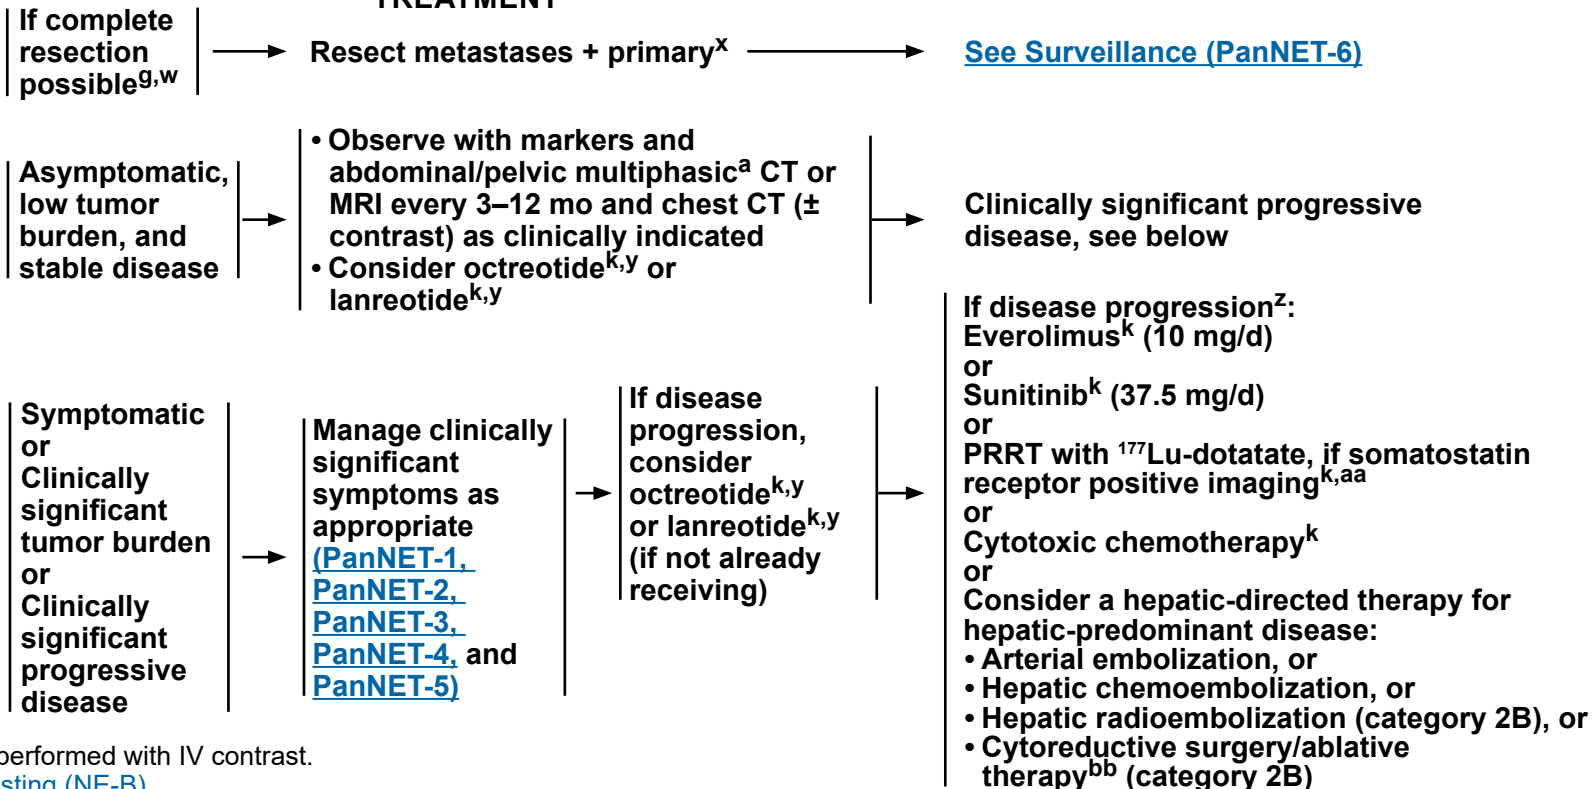 TREATMENT
If complete
resection
possibleg,w
Resect metastases + primaryx
See Surveillance (PanNET-6)
Asymptomatic,
low tumor
burden, and
stable disease
• Observe with markers and
abdominal/pelvic multiphasica CT or
MRI every 3–12 mo and chest CT (±
contrast) as clinically indicated
• Consider octreotidek,y or
lanreotidek,y
Clinically significant progressive
disease, see below
Symptomatic
or
Clinically
significant
tumor burden
or
Clinically
significant
progressive
disease
Manage clinically
significant
symptoms as
appropriate
(PanNET-1,
PanNET-2,
PanNET-3,
PanNET-4, and
PanNET-5)
If disease
progression,
consider
octreotidek,y
or lanreotidek,y
(if not already
receiving)
If disease progressionz:
Everolimusk (10 mg/d)
or
Sunitinibk (37.5 mg/d)
or
PRRT with 177Lu-dotatate, if somatostatin
receptor positive imagingk,aa
or
Cytotoxic chemotherapyk
or
Consider a hepatic-directed therapy for
hepatic-predominant disease:
• Arterial embolization, or
• Hepatic chemoembolization, or
• Hepatic radioembolization (category 2B), or
• Cytoreductive surgery/ablative
therapybb (category 2B)
performed with IV contrast.
sting (NE-B)